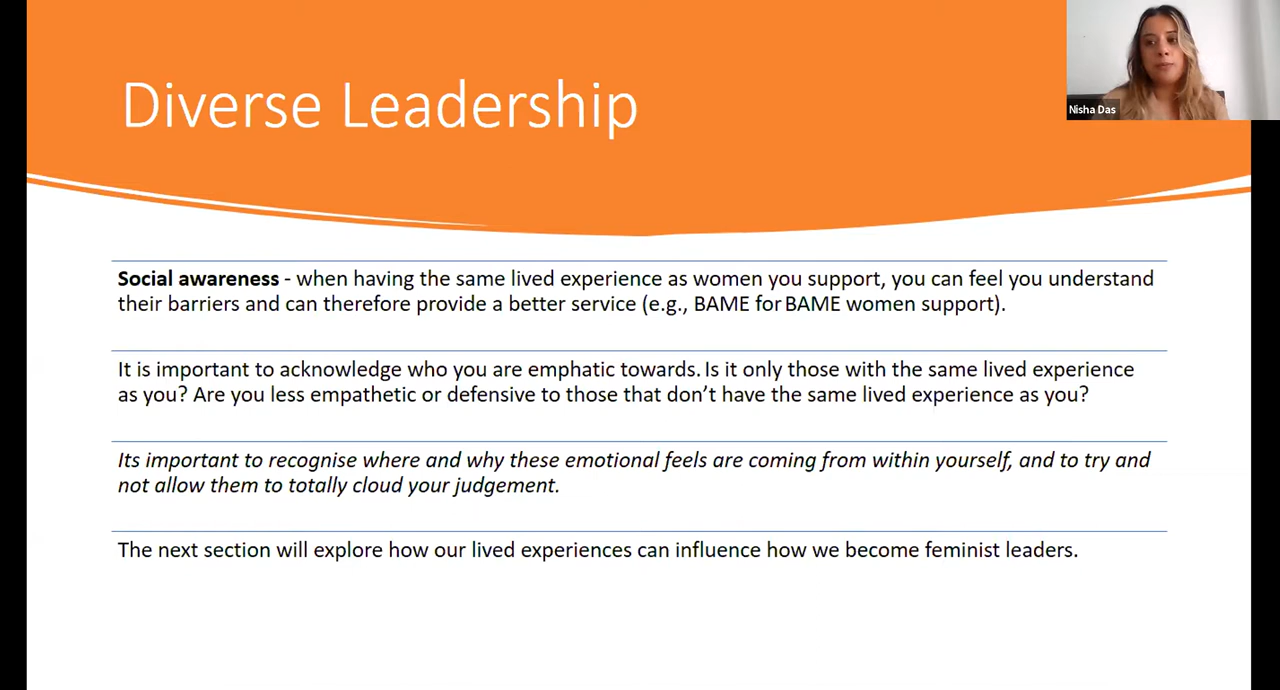 Diverse Leadership
Nisha Das
Social awareness - when having the same lived experience as women you support, you can feel you understand
their barriers and can therefore provide a better service (e.g., BAME for BAME women support).
It is important to acknowledge who you are emphatic towards. Is it only those with the same lived experience
as you? Are you less empathetic or defensive to those that don’t have the same lived experience as you?
Its important to recognise where and why these emotional feels are coming from within yourself, and to try and
not allow them to totally cloud your judgement.
The next section will explore how our lived experiences can influence how we become feminist leaders.